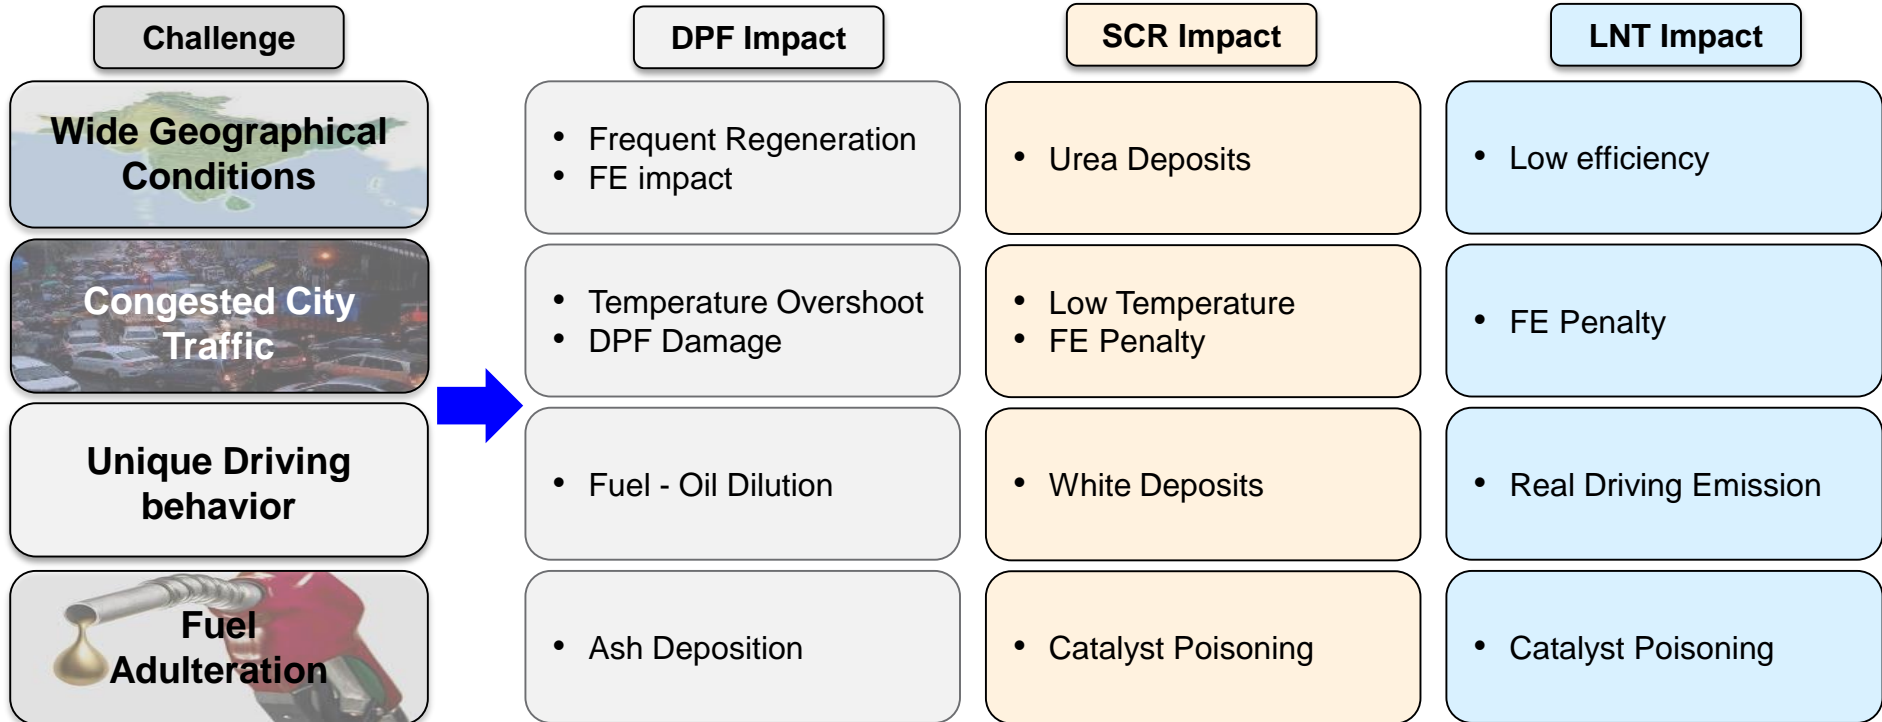 Challenge
DPF Impact
SCR Impact
LNT Impact
Wide Geographical
Conditions
• Frequent Regeneration
• FE impact
• Urea Deposits
• Low efficiency
Congested City
Traffic
• Temperature Overshoot
• DPF Damage
• Low Temperature
• FE Penalty
• FE Penalty
Unique Driving
behavior
• Fuel - Oil Dilution
• White Deposits
• Real Driving Emission
Fuel
Adulteration
• Ash Deposition
• Catalyst Poisoning
• Catalyst Poisoning